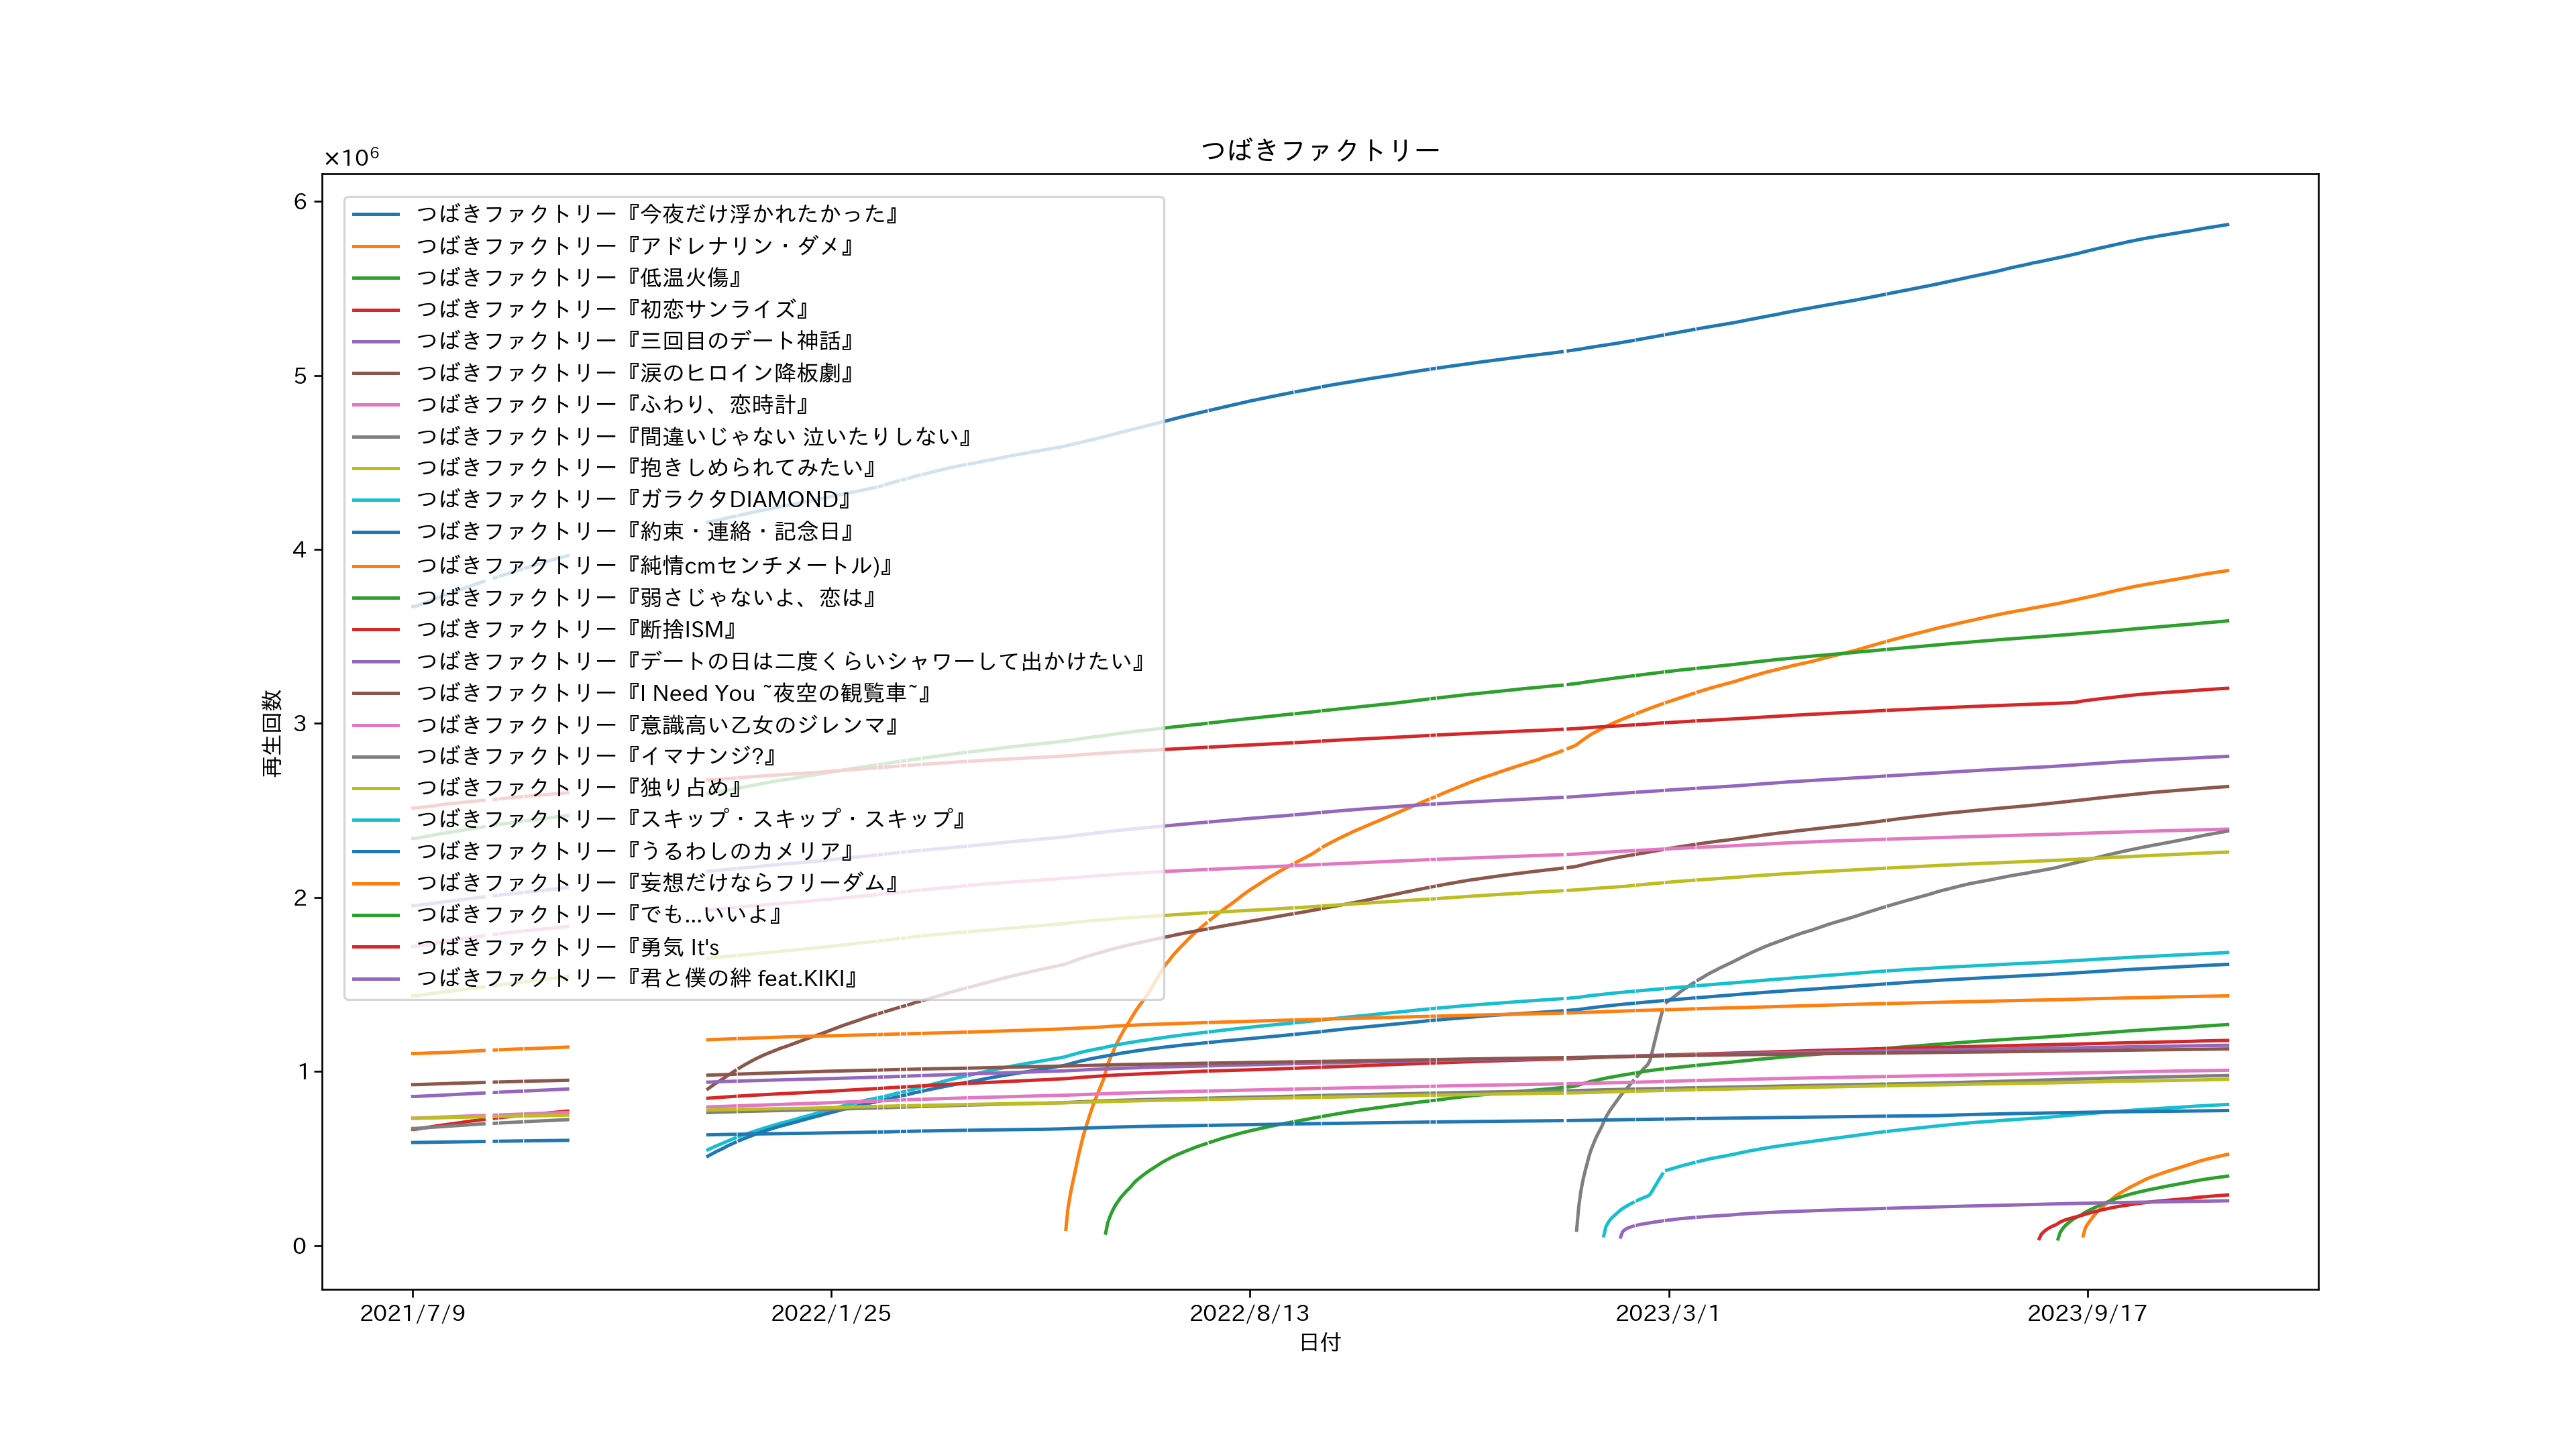 つばきファクトリー
×10⁶
つばきファクトリー『今夜だけ浮かれたかった』
つばきファクトリー『アドレナリン・ダメ』
つばきファクトリー『低温火傷』
つばきファクトリー『初恋サンライズ』
つばきファクトリー『三回目のデート神話』
つばきファクトリー『涙のヒロイン降板劇』
つばきファクトリー『ふわり、恋時計』
つばきファクトリー『間違いじゃない 泣いたりしない』
つばきファクトリー『抱きしめられてみたい』
つばきファクトリー『ガラクタDIAMOND』
つばきファクトリー『約束・連絡・記念日』
つばきファクトリー『純情cmセンチメートル)』
つばきファクトリー『弱さじゃないよ、恋は』
つばきファクトリー『断捨ISM』
つばきファクトリー『デートの日は二度くらいシャワーして出かけたい』
つばきファクトリー『I Need You ~夜空の観覧車~』
つばきファクトリー『意識高い乙女のジレンマ』
つばきファクトリー『イマナンジ?』
つばきファクトリー『独り占め』
つばきファクトリー『スキップ・スキップ・スキップ』
つばきファクトリー『うるわしのカメリア』
つばきファクトリー『妄想だけならフリーダム』
つばきファクトリー『でも...いいよ』
つばきファクトリー『勇気 It's
つばきファクトリー『君と僕の絆 feat.KIKI』
6
5
4
3
2
1
0
再生回数
2021/7/9
2022/1/25
2022/8/13
2023/3/1
2023/9/17
日付